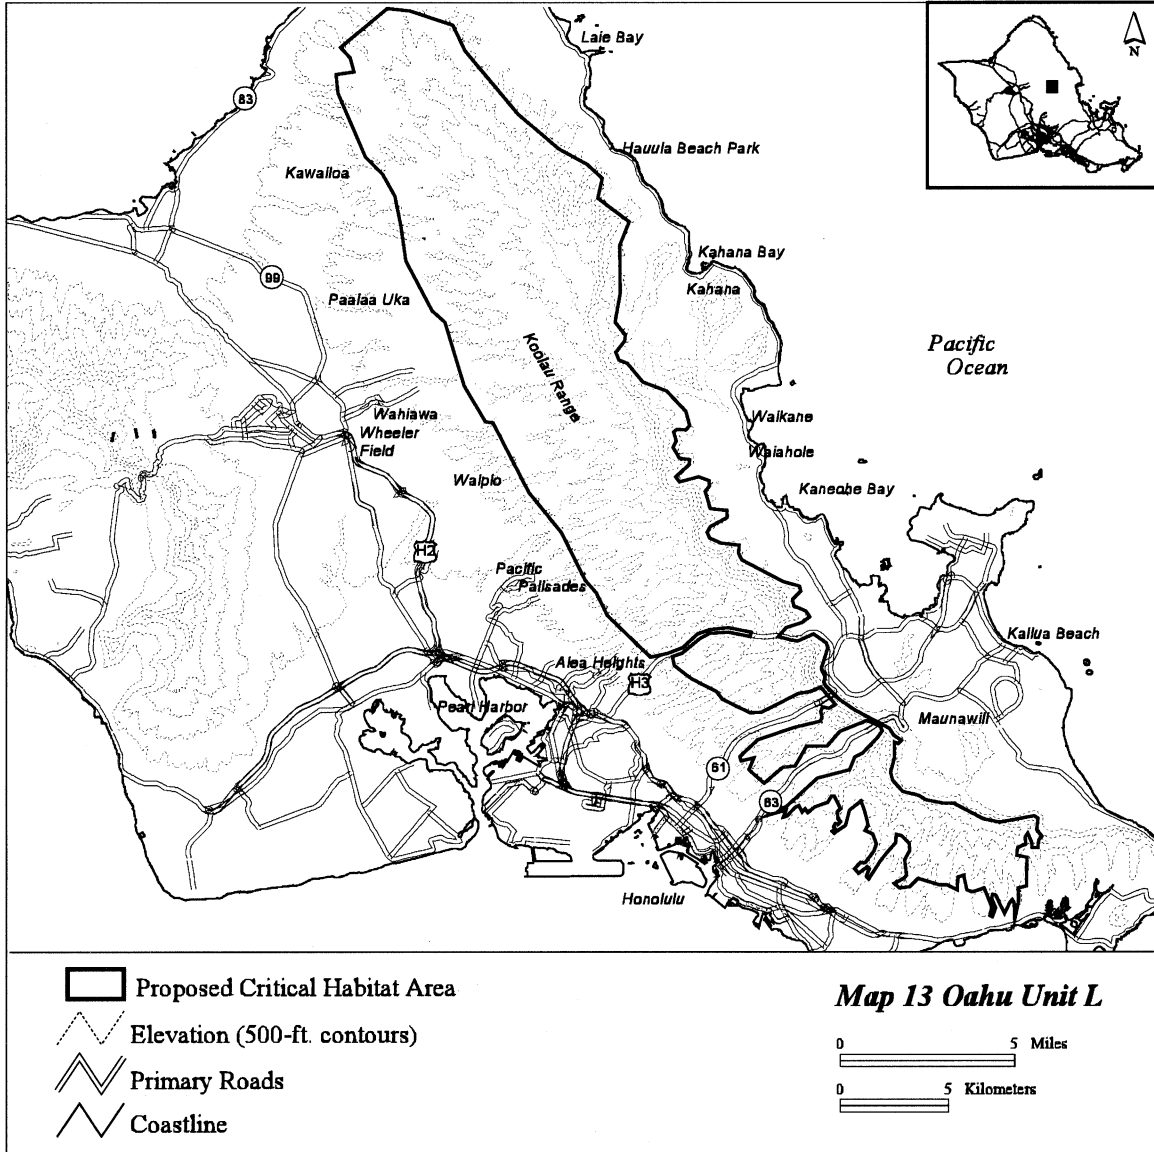 Laie Bay
N
83
Hauula Beach Park
Kawailoa
Kahana Bay
99
Kahana
Paalaa Uka
Pacific
Ocean
Koolau Range
Wahiawa
Waikane
Wheeler
Field
Waiahole
Waipio
Kaneohe Bay
H2
Pacific
Palisades
Kailua Beach
Aiea Heights
H3
Pearl Harbor
Maunawili
61
63
Honolulu
Proposed Critical Habitat Area
Elevation (500-ft. contours)
Primary Roads
Coastline
Map 13 Oahu Unit L
0 5 Miles
0 5 Kilometers